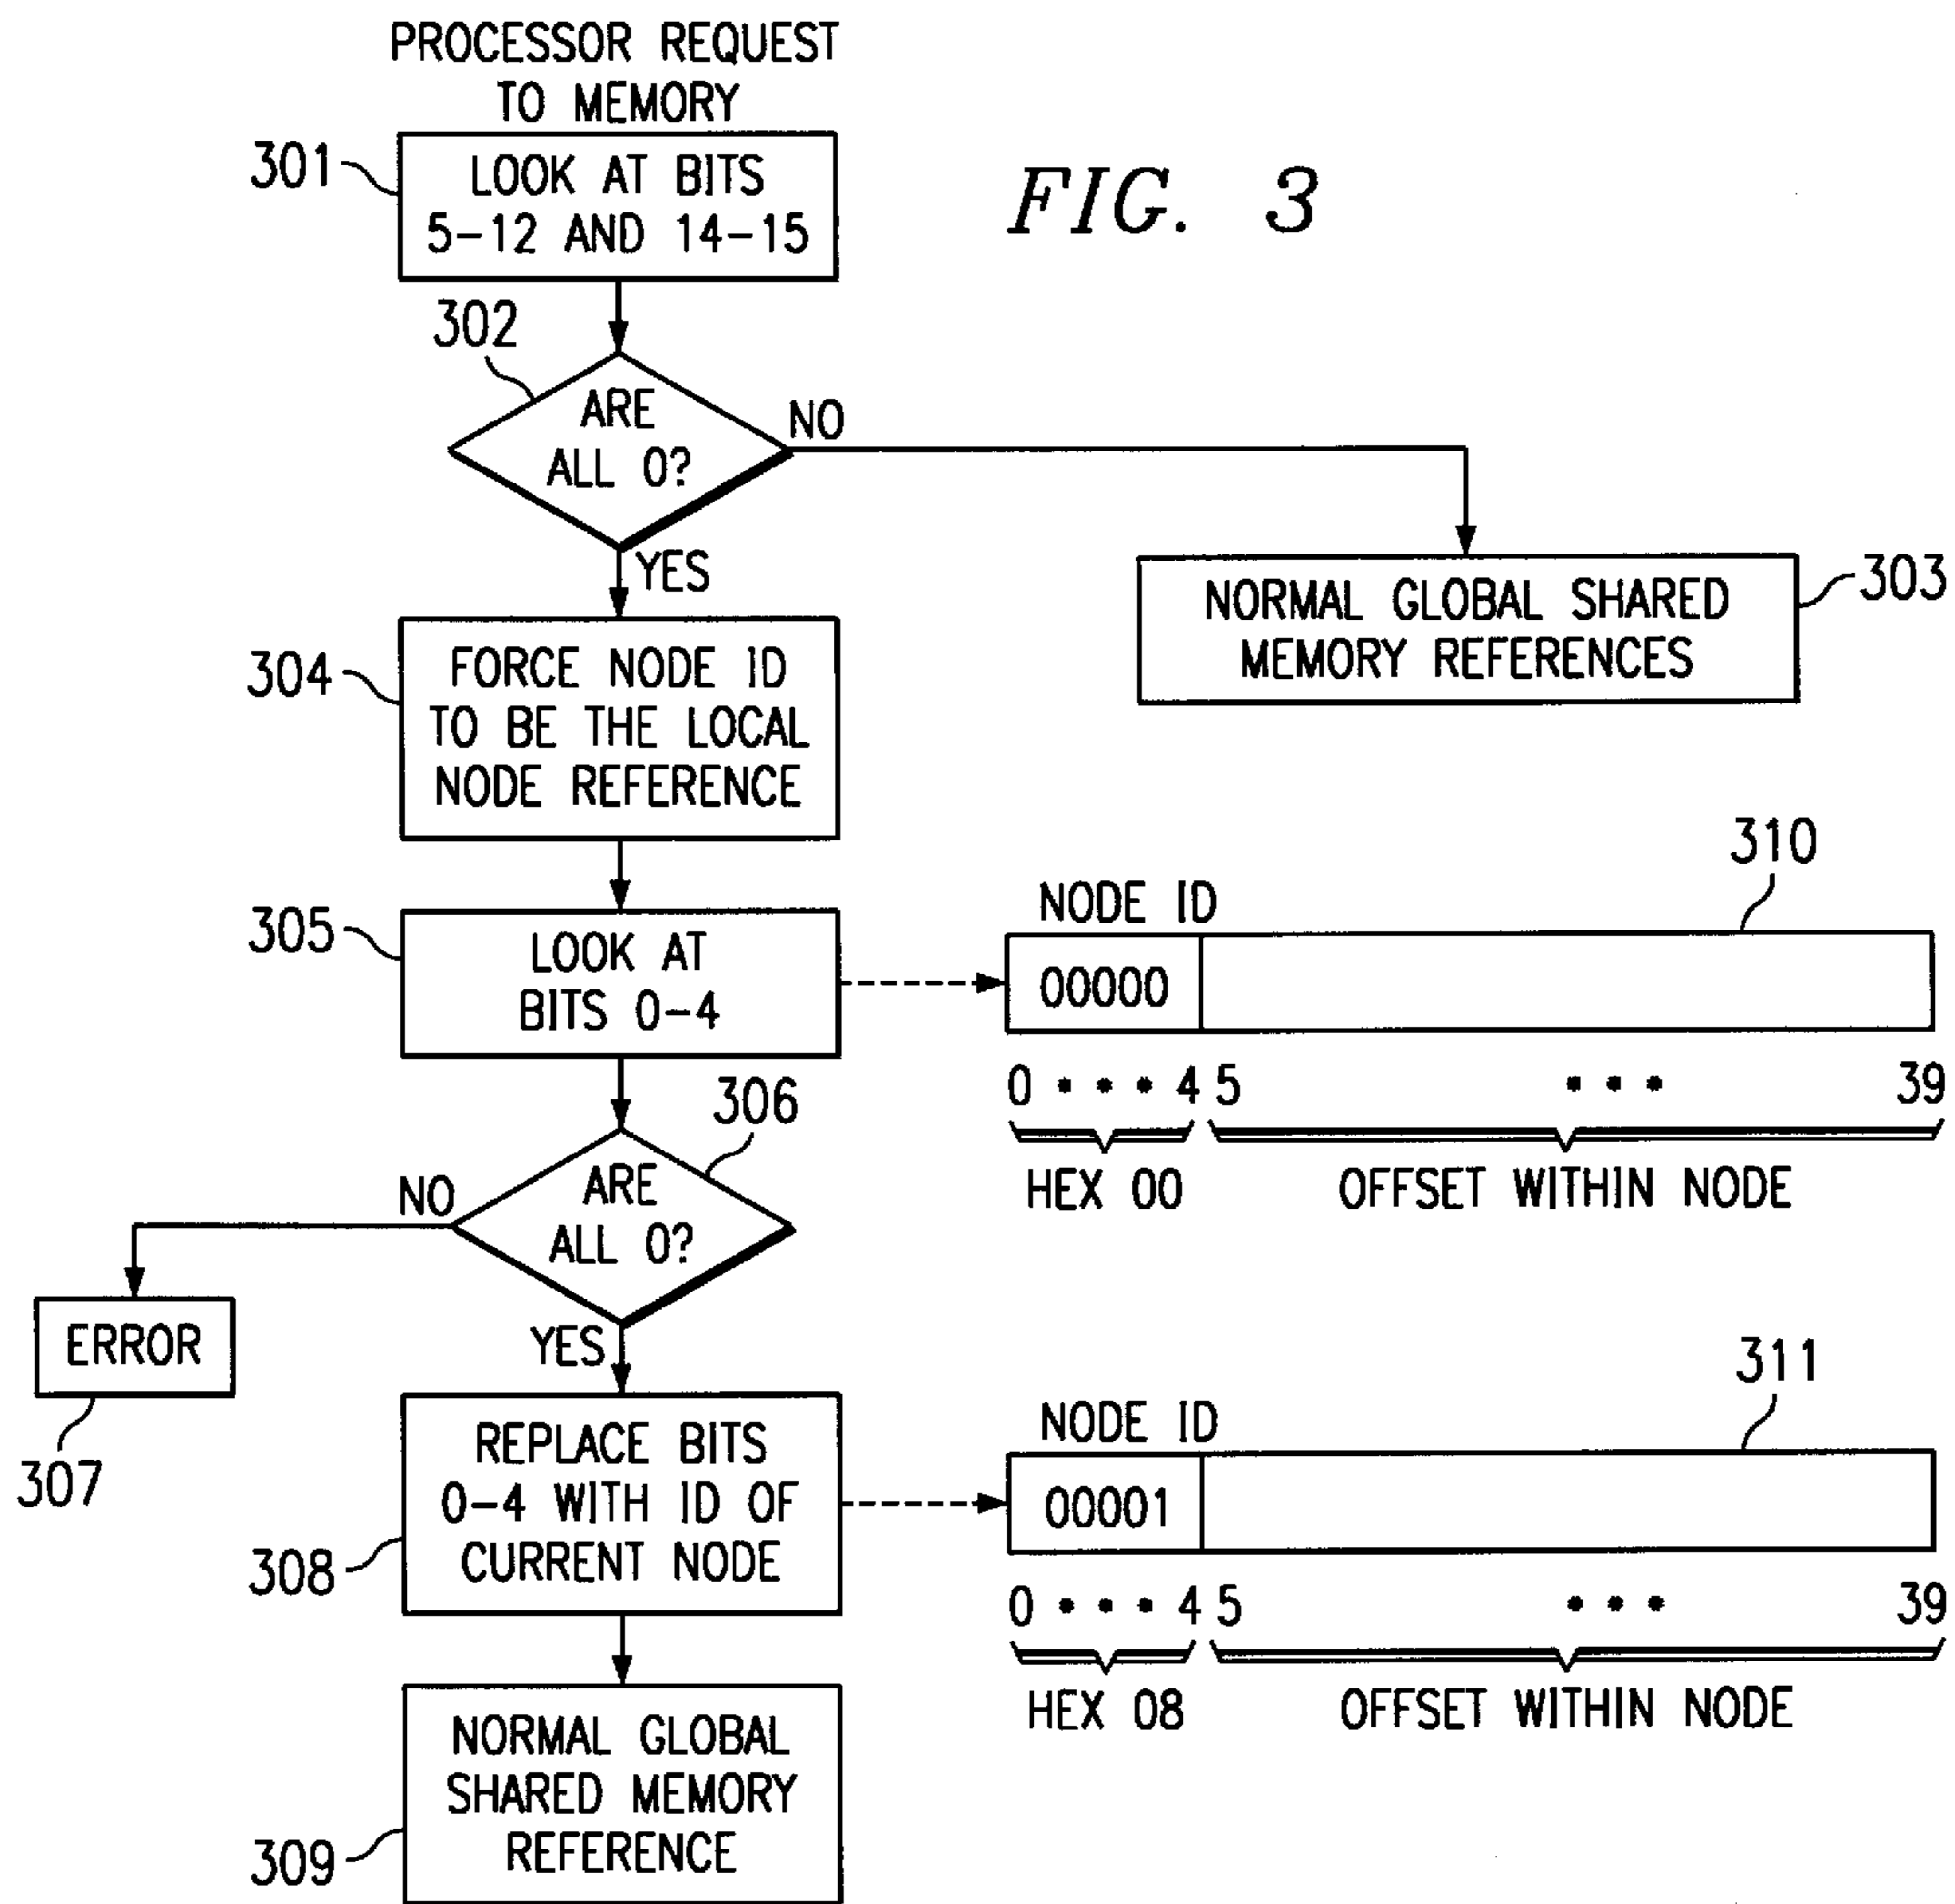 PROCESSOR REQUEST
TO MEMORY
301
LOOK AT BITS
5-12 AND 14-15
FIG. 3
302
ARE
ALL 0?
NO
YES
NORMAL GLOBAL SHARED
MEMORY REFERENCES
303
304
FORCE NODE ID
TO BE THE LOCAL
NODE REFERENCE
305
LOOK AT
BITS 0-4
310
NODE ID
00000
0 • • • 4 5 • • • 39
HEX 00 OFFSET WITHIN NODE
306
ARE
ALL 0?
NO
ERROR
307
YES
308
REPLACE BITS
0-4 WITH ID OF
CURRENT NODE
311
NODE ID
00001
0 • • • 4 5 • • • 39
HEX 08 OFFSET WITHIN NODE
309
NORMAL GLOBAL
SHARED MEMORY
REFERENCE